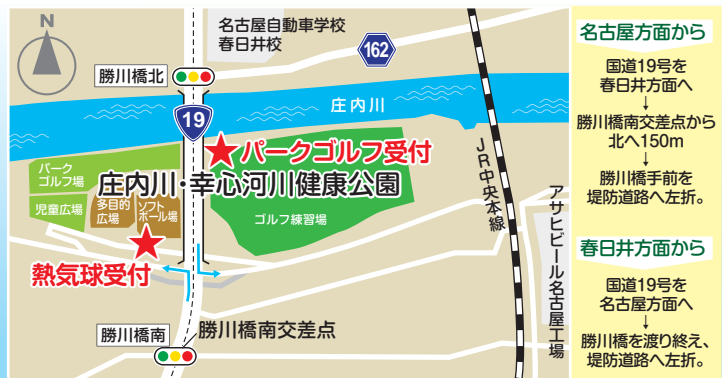 N
名古屋自動車学校
春日井校
162
勝川橋北
庄内川
19
パークゴルフ受付
パーク
ゴルフ場
庄内川・幸心河川健康公園
児童広場
多目的
広場
ソフト
ボール場
ゴルフ練習場
JR中央本線
アサヒビール名古屋工場
熱気球受付
勝川橋南
勝川橋南交差点
名古屋方面から
国道19号を
春日井方面へ
↓
勝川橋南交差点から
北へ150m
↓
勝川橋手前を
堤防道路へ左折。
春日井方面から
国道19号を
名古屋方面へ
↓
勝川橋を渡り終え、
堤防道路へ左折。